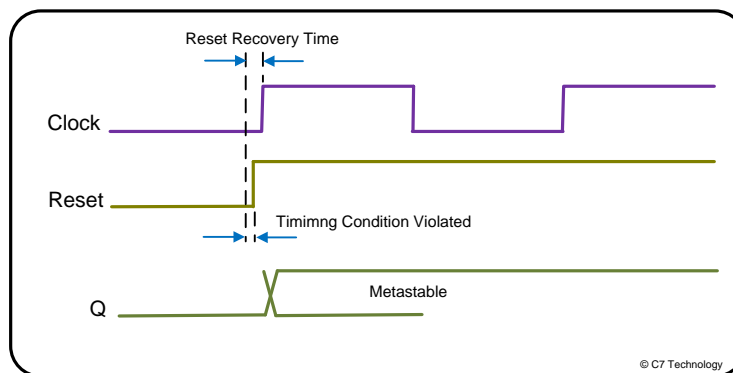 Reset Recovery Time
Clock
Reset
Timimng Condition Violated
Metastable
Q
© C7 Technology